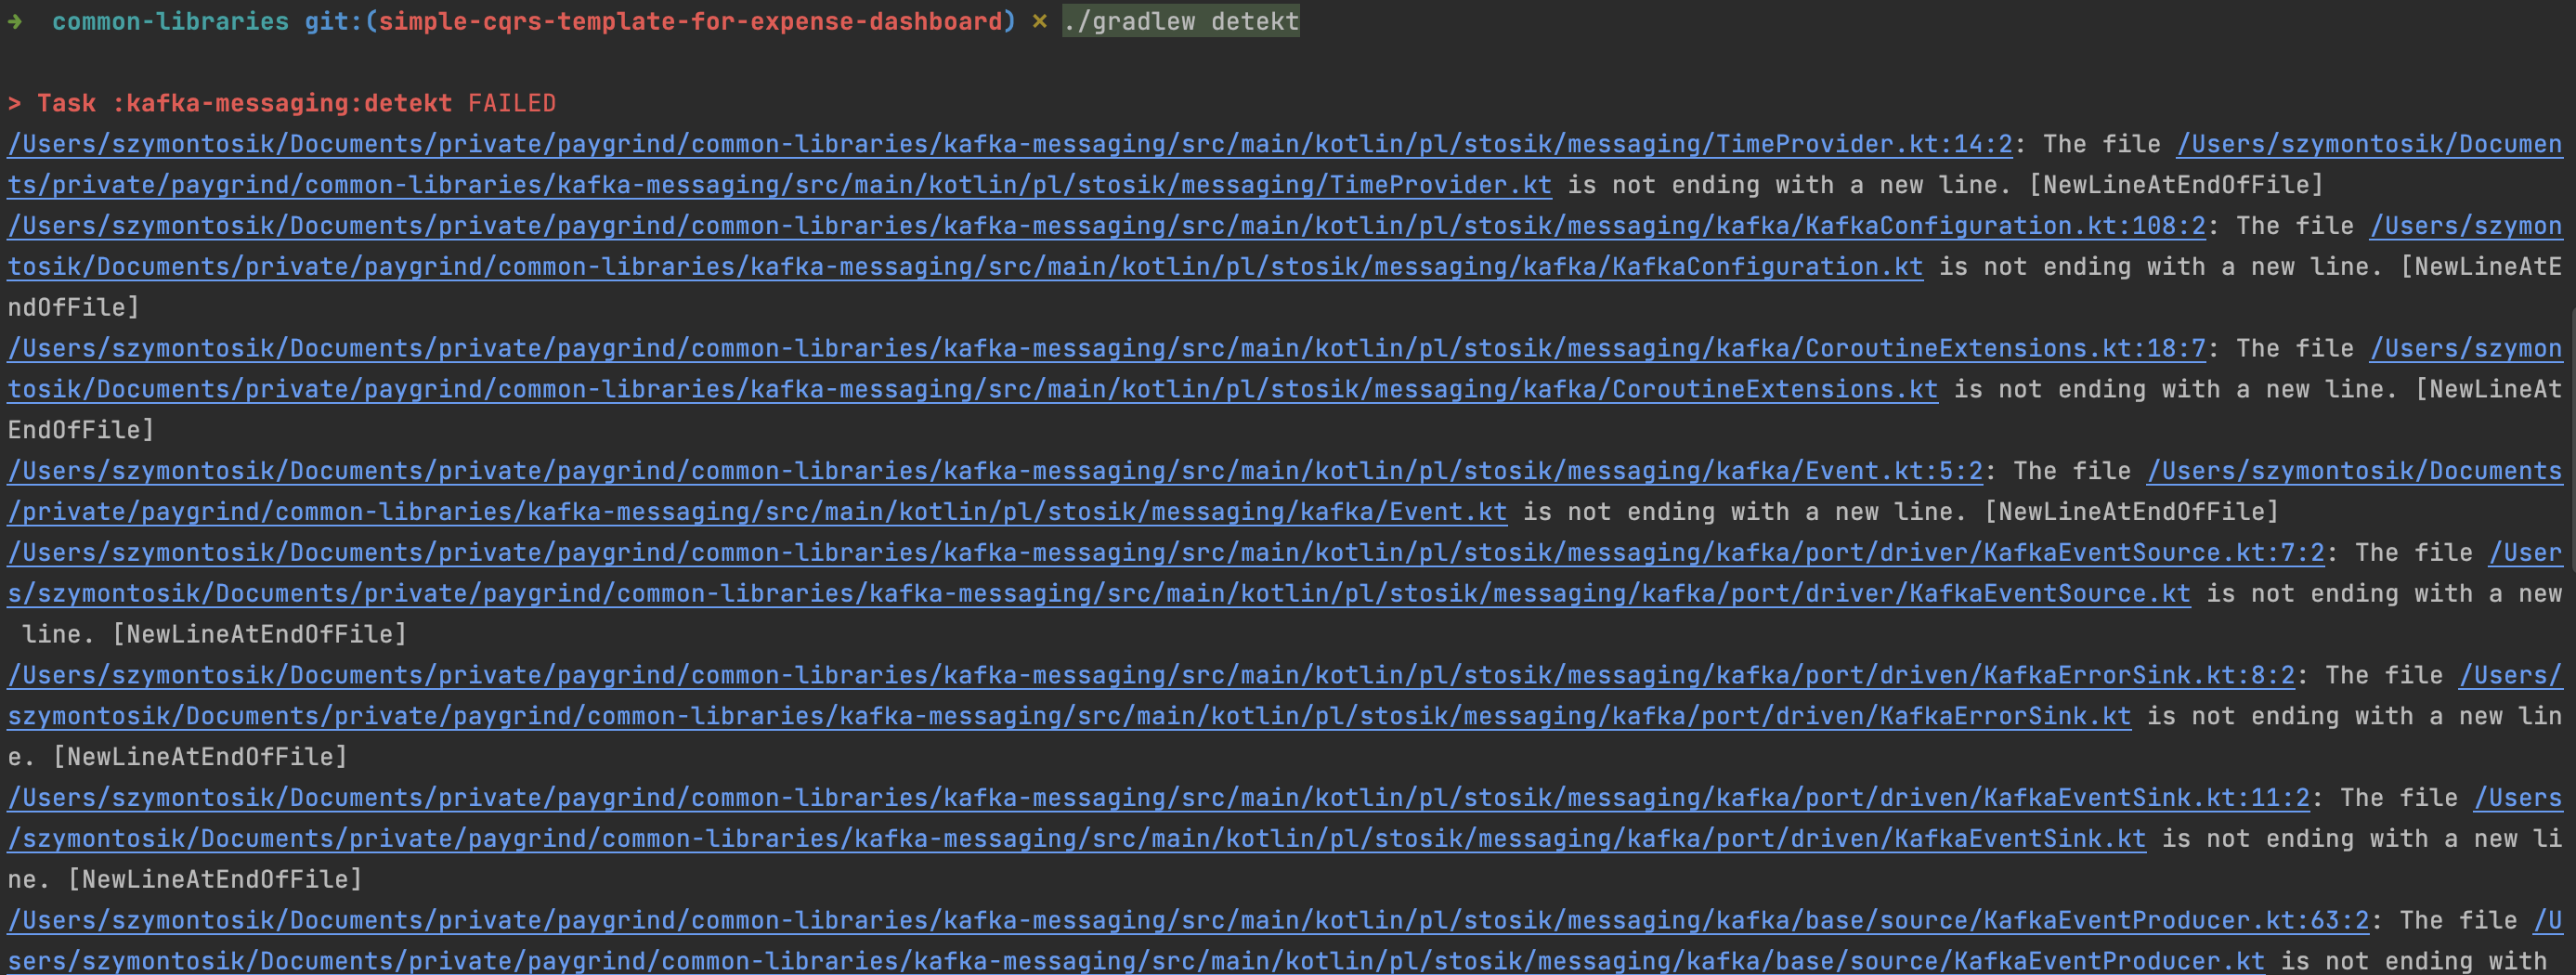 ➜  common-libraries git:(simple-cqrs-template-for-expense-dashboard) ✗ ./gradlew detekt
> Task :kafka-messaging:detekt FAILED
/Users/szymontosik/Documents/private/paygrind/common-libraries/kafka-messaging/src/main/kotlin/pl/stosik/messaging/TimeProvider.kt:14:2: The file /Users/szymontosik/Documen
ts/private/paygrind/common-libraries/kafka-messaging/src/main/kotlin/pl/stosik/messaging/TimeProvider.kt is not ending with a new line. [NewLineAtEndOfFile]
/Users/szymontosik/Documents/private/paygrind/common-libraries/kafka-messaging/src/main/kotlin/pl/stosik/messaging/kafka/KafkaConfiguration.kt:108:2: The file /Users/szymon
tosik/Documents/private/paygrind/common-libraries/kafka-messaging/src/main/kotlin/pl/stosik/messaging/kafka/KafkaConfiguration.kt is not ending with a new line. [NewLineAtE
ndOfFile]
/Users/szymontosik/Documents/private/paygrind/common-libraries/kafka-messaging/src/main/kotlin/pl/stosik/messaging/kafka/CoroutineExtensions.kt:18:7: The file /Users/szymon
tosik/Documents/private/paygrind/common-libraries/kafka-messaging/src/main/kotlin/pl/stosik/messaging/kafka/CoroutineExtensions.kt is not ending with a new line. [NewLineAt
EndOfFile]
/Users/szymontosik/Documents/private/paygrind/common-libraries/kafka-messaging/src/main/kotlin/pl/stosik/messaging/kafka/Event.kt:5:2: The file /Users/szymontosik/Documents
/private/paygrind/common-libraries/kafka-messaging/src/main/kotlin/pl/stosik/messaging/kafka/Event.kt is not ending with a new line. [NewLineAtEndOfFile]
/Users/szymontosik/Documents/private/paygrind/common-libraries/kafka-messaging/src/main/kotlin/pl/stosik/messaging/kafka/port/driver/KafkaEventSource.kt:7:2: The file /User
s/szymontosik/Documents/private/paygrind/common-libraries/kafka-messaging/src/main/kotlin/pl/stosik/messaging/kafka/port/driver/KafkaEventSource.kt is not ending with a new
 line. [NewLineAtEndOfFile]
/Users/szymontosik/Documents/private/paygrind/common-libraries/kafka-messaging/src/main/kotlin/pl/stosik/messaging/kafka/port/driven/KafkaErrorSink.kt:8:2: The file /Users/
szymontosik/Documents/private/paygrind/common-libraries/kafka-messaging/src/main/kotlin/pl/stosik/messaging/kafka/port/driven/KafkaErrorSink.kt is not ending with a new lin
e. [NewLineAtEndOfFile]
/Users/szymontosik/Documents/private/paygrind/common-libraries/kafka-messaging/src/main/kotlin/pl/stosik/messaging/kafka/port/driven/KafkaEventSink.kt:11:2: The file /Users
/szymontosik/Documents/private/paygrind/common-libraries/kafka-messaging/src/main/kotlin/pl/stosik/messaging/kafka/port/driven/KafkaEventSink.kt is not ending with a new li
ne. [NewLineAtEndOfFile]
/Users/szymontosik/Documents/private/paygrind/common-libraries/kafka-messaging/src/main/kotlin/pl/stosik/messaging/kafka/base/source/KafkaEventProducer.kt:63:2: The file /U
sers/szymontosik/Documents/private/paygrind/common-libraries/kafka-messaging/src/main/kotlin/pl/stosik/messaging/kafka/base/source/KafkaEventProducer.kt is not ending with